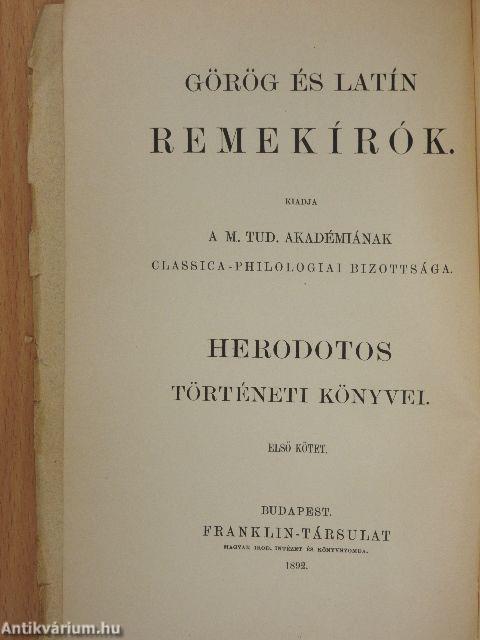 GÖRÖG ÉS LATÍN
REMEKÍRÓK.
KIADJA
A M. TUD. AKADÉMIÁNAK
CLASSICA-PHILOLOGIAI BIZOTTSÁGA.
HERODOTOS
TÖRTÉNETI KÖNYVEI.
ELSŐ KÖTET.
BUDAPEST.
FRANKLIN-TÁRSULAT
MAGYAR IROD. INTÉZET ÉS KÖNYVNYOMDA.
1892.
Antikvárium.hu